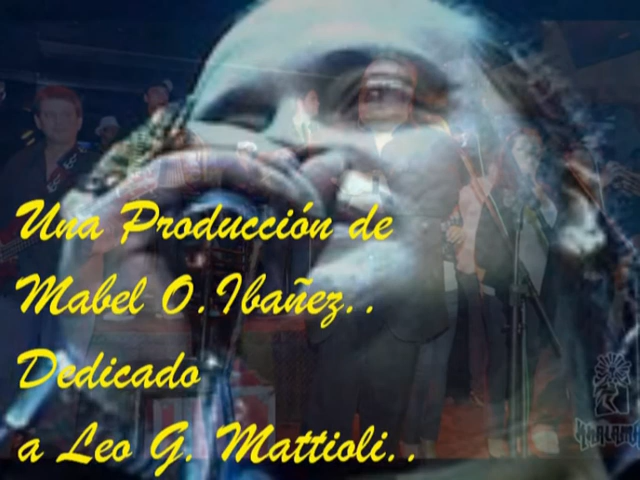 Una Producción de
Mabel O.Ibañez..
Dedicado
a Leo G. Mattioli..